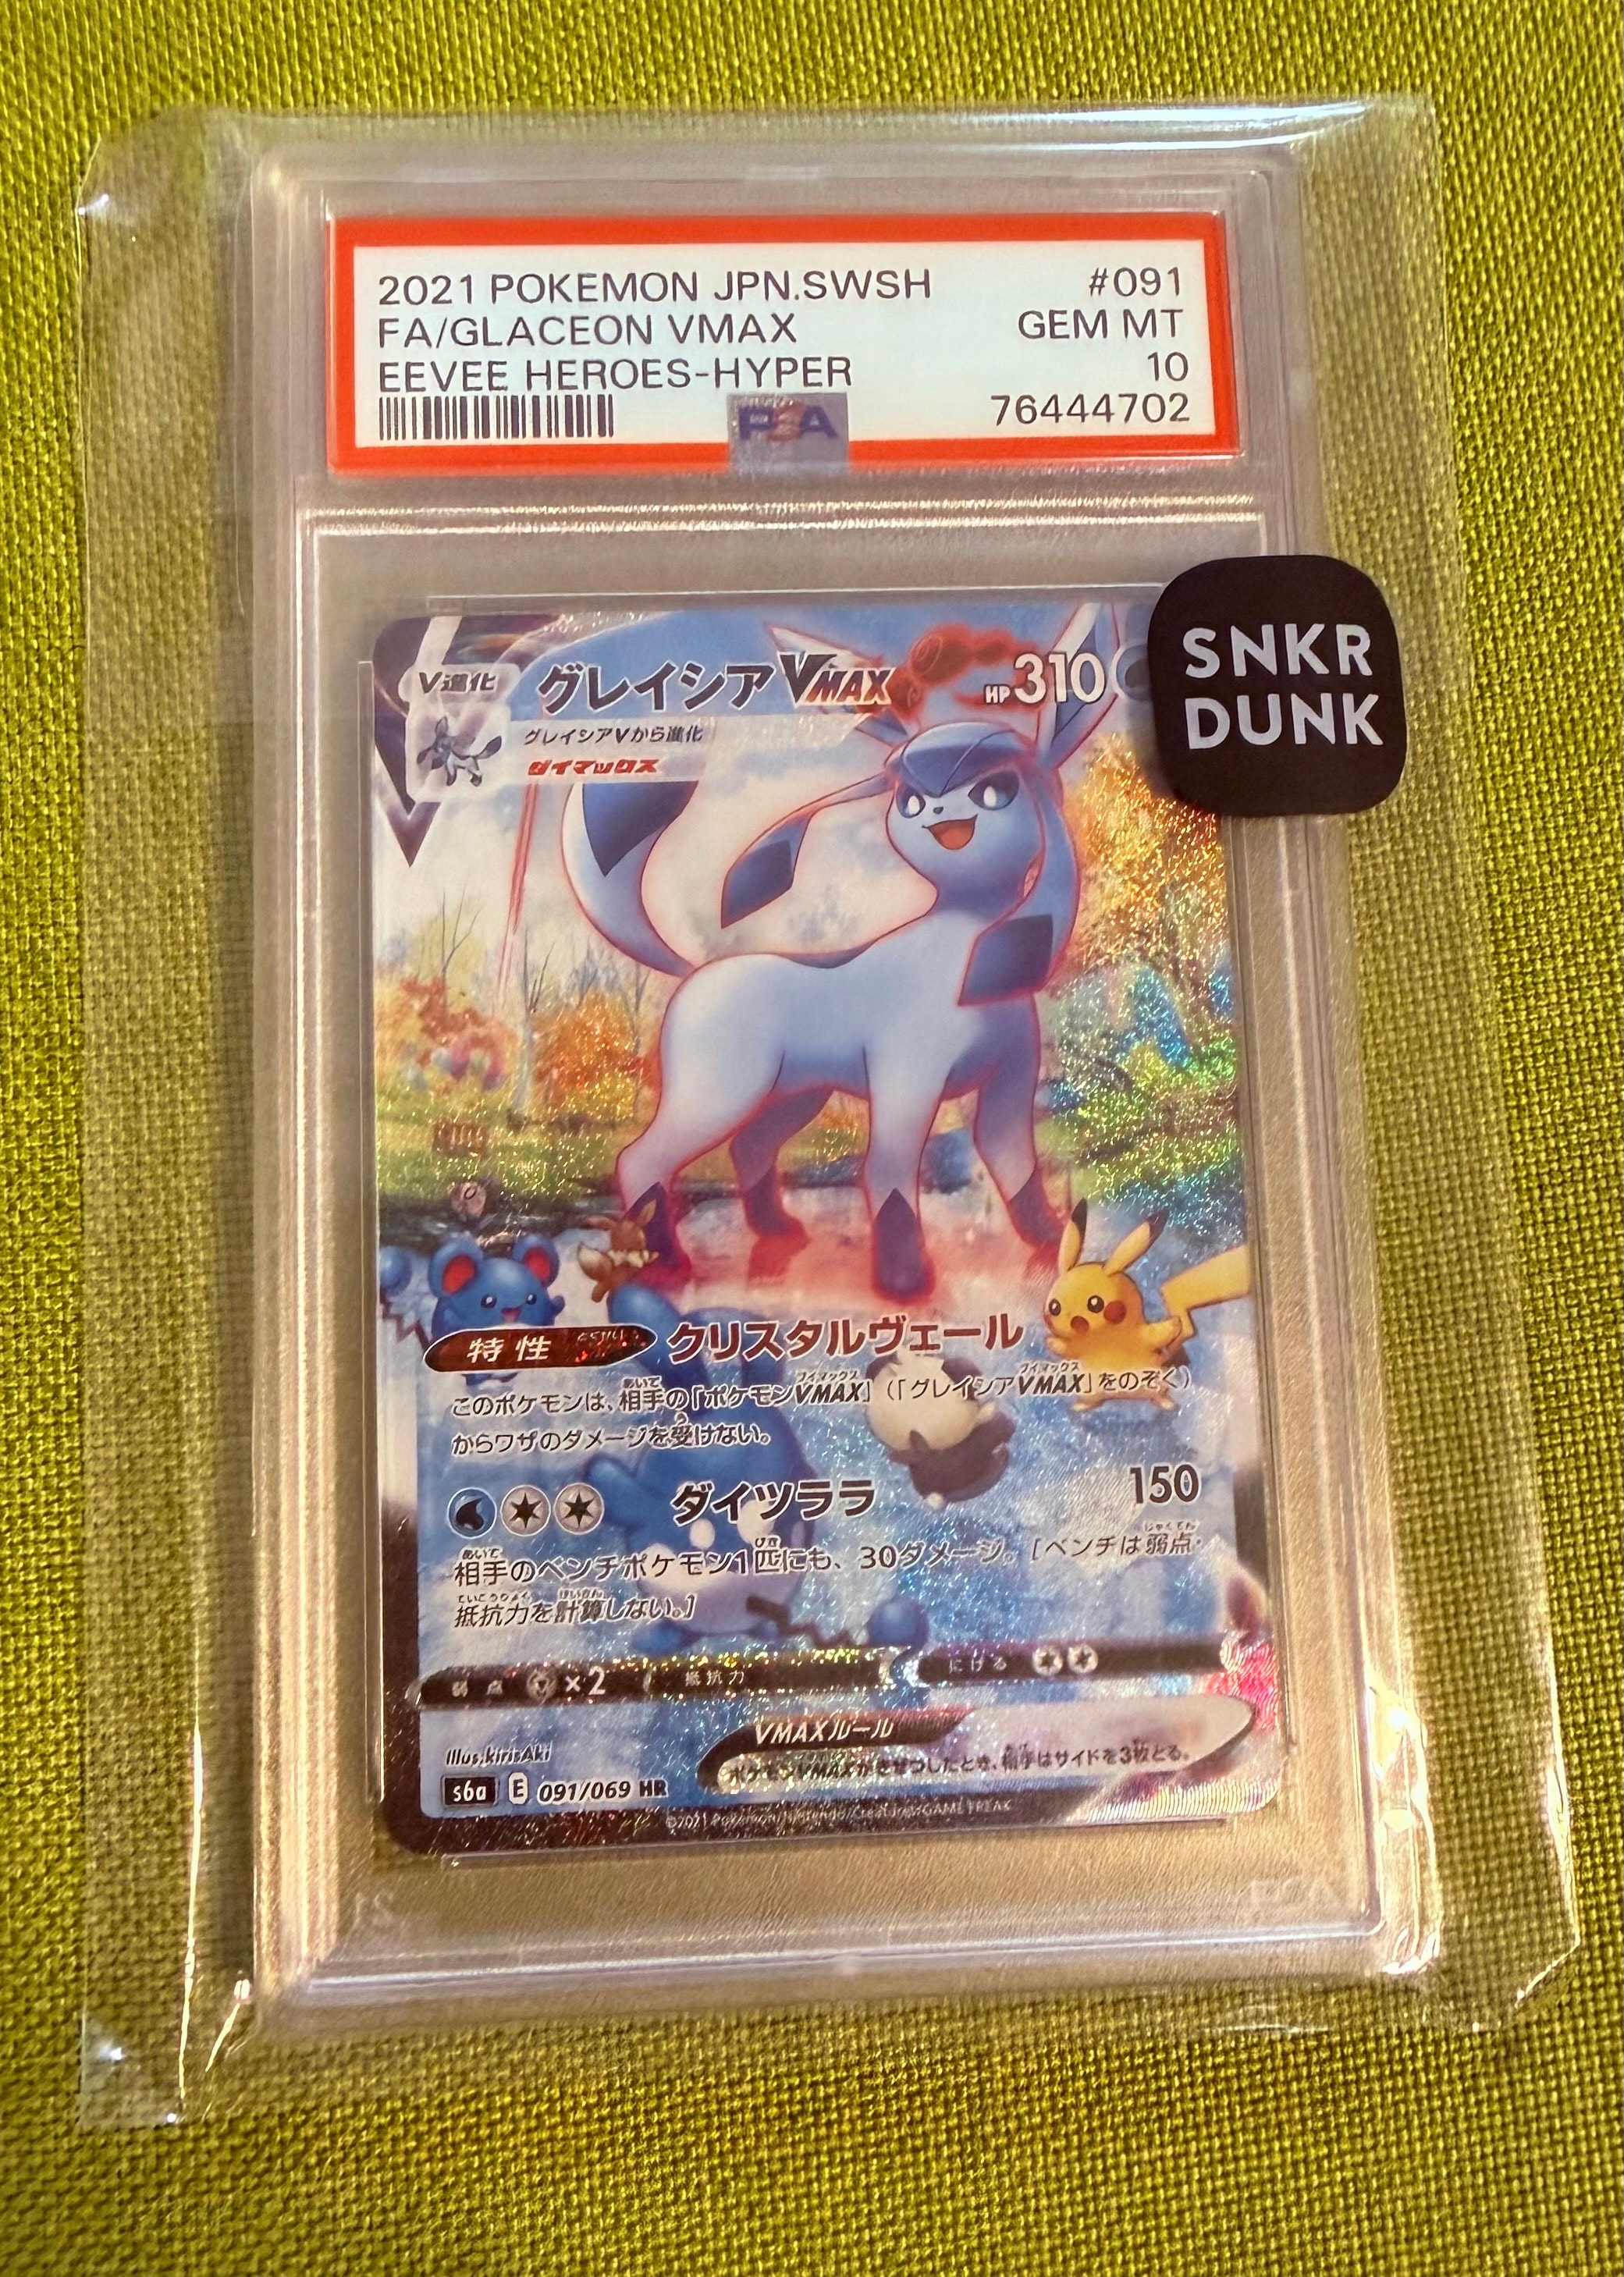 2021 POKEMON JPN.SWSH #091
FA/GLACEON VMAX GEM MT
EEVEE HEROES-HYPER 10
PSA 76444702
SNKR
DUNK
V進化 グレイシアVMAX HP310
グレイシアVから進化
ダイマックス
特性 クリスタルヴェール
このポケモンは、相手の「ポケモンVMAX」(「グレイシアVMAX」をのぞく)
からワザのダメージを受けない。
ダイツララ 150
相手のベンチポケモン1匹にも、30ダメージ。[ベンチは弱点・
抵抗力を計算しない。]
弱点 ×2 抵抗力 にげる
VMAXルール
ポケモンVMAXがきぜつしたとき、相手はサイドを3枚とる。
Illus.kirisAki
s6a E 091/069 HR
©2021 Pokémon/Nintendo/Creatures/GAME FREAK